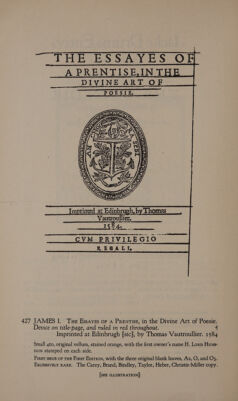 THE ESSAYES OF
A PRENTISE, IN THE
DIVINE ART OF
POESIE.
Imprinted at Edinbrugh, by Thomas
Vautroullier.
1584.
CVM PRIVILEGIO
REGALI.
427 JAMES I. THE ESSAYES OF A PRENTISE, in the Divine Art of Poesie.
Device on title-page, and ruled in red throughout.
Imprinted at Edinbrugh [sic], by Thomas Vautroullier. 1584
Small 4to, original vellum, stained orange, with the first owner's name H. LORD HUNSDON stamped on each side.
FIRST ISSUE OF THE FIRST EDITION, with the three original blank leaves, A1, O, and O3.
EXCESSIVELY RARE. The Carey, Brand, Bindley, Taylor, Heber, Christie-Miller copy.
[SEE ILLUSTRATION]